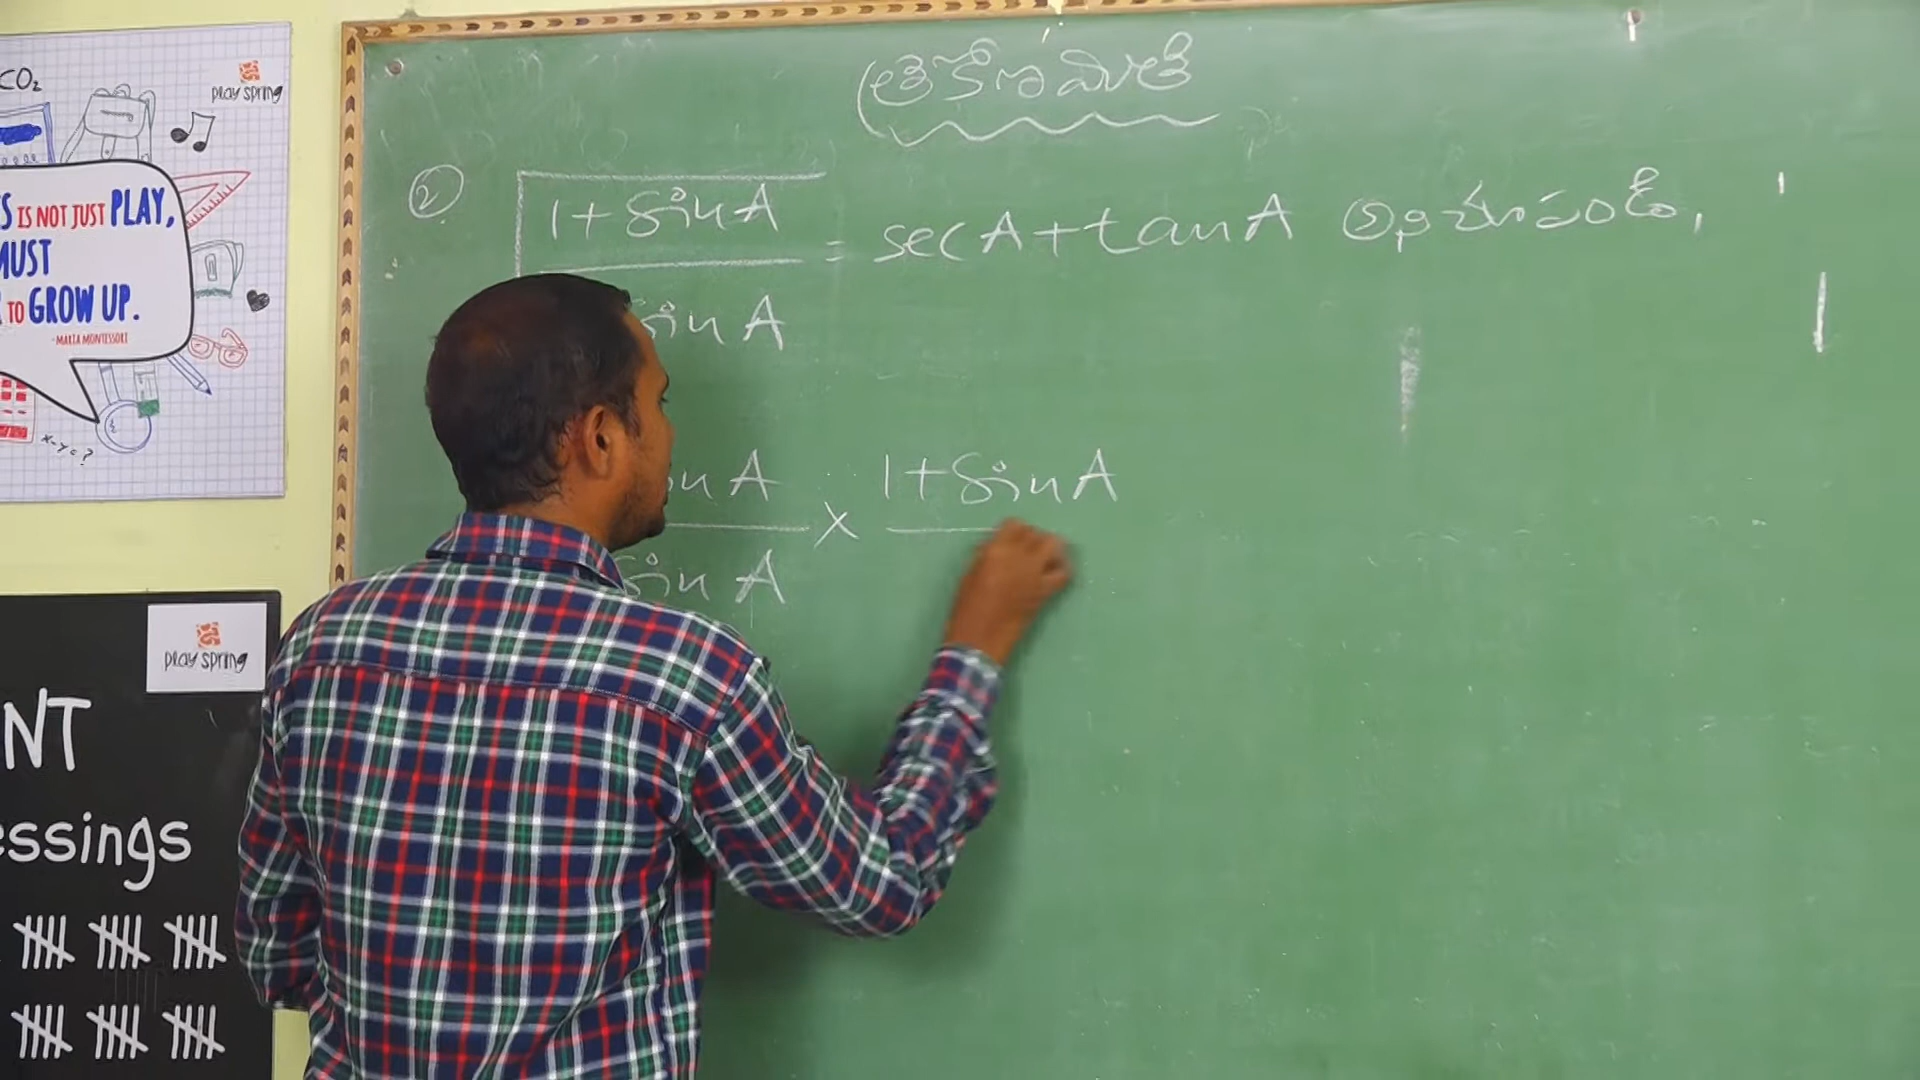 CO₂
play spring
S IS NOT JUST PLAY,
MUST
TO GROW UP.
-MARIA MONTESSORI
x-y=?
play spring
NT
essings
త్రికోణమితి
②
1+sinA
= secA+tanA అని చూపండి.
sinA
inA × 1+sinA
sinA